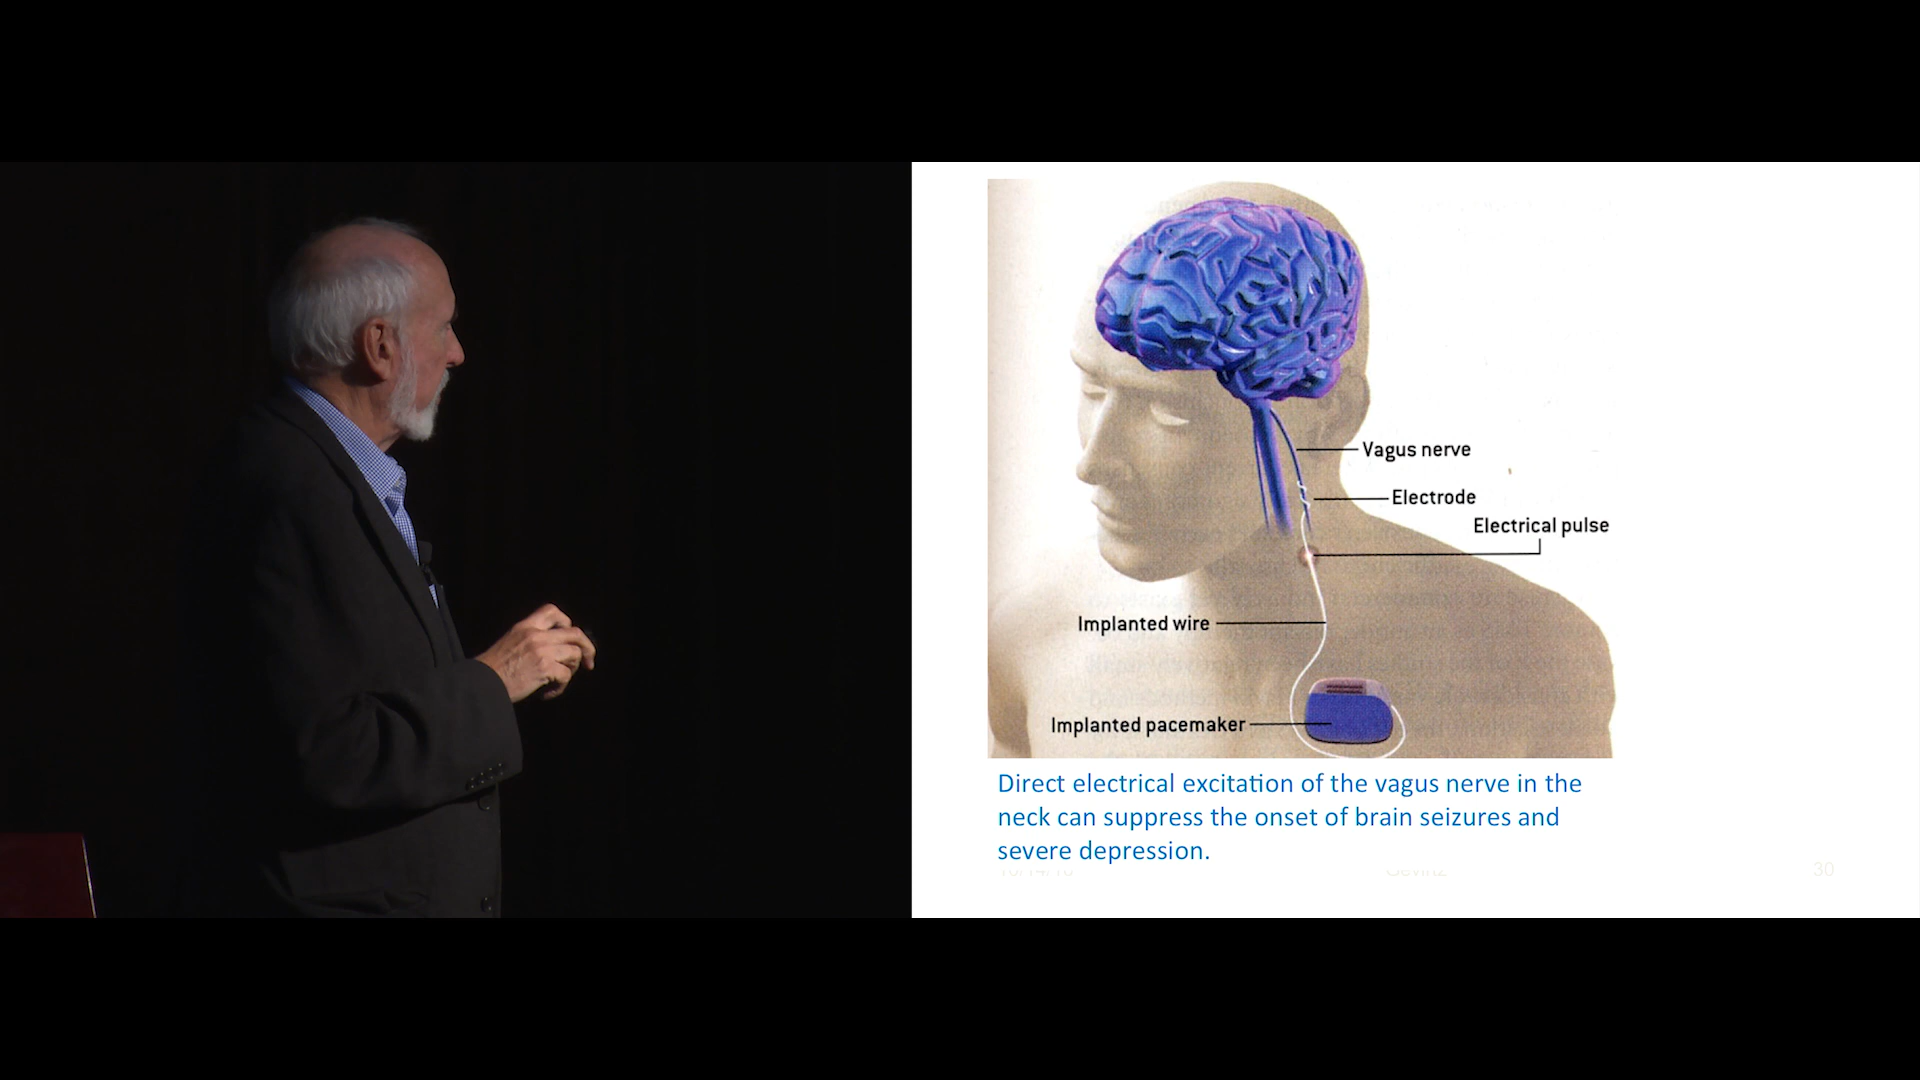 Vagus nerve
Electrode
Electrical pulse
Implanted wire
Implanted pacemaker
Direct electrical excitation of the vagus nerve in the
neck can suppress the onset of brain seizures and
severe depression.
30